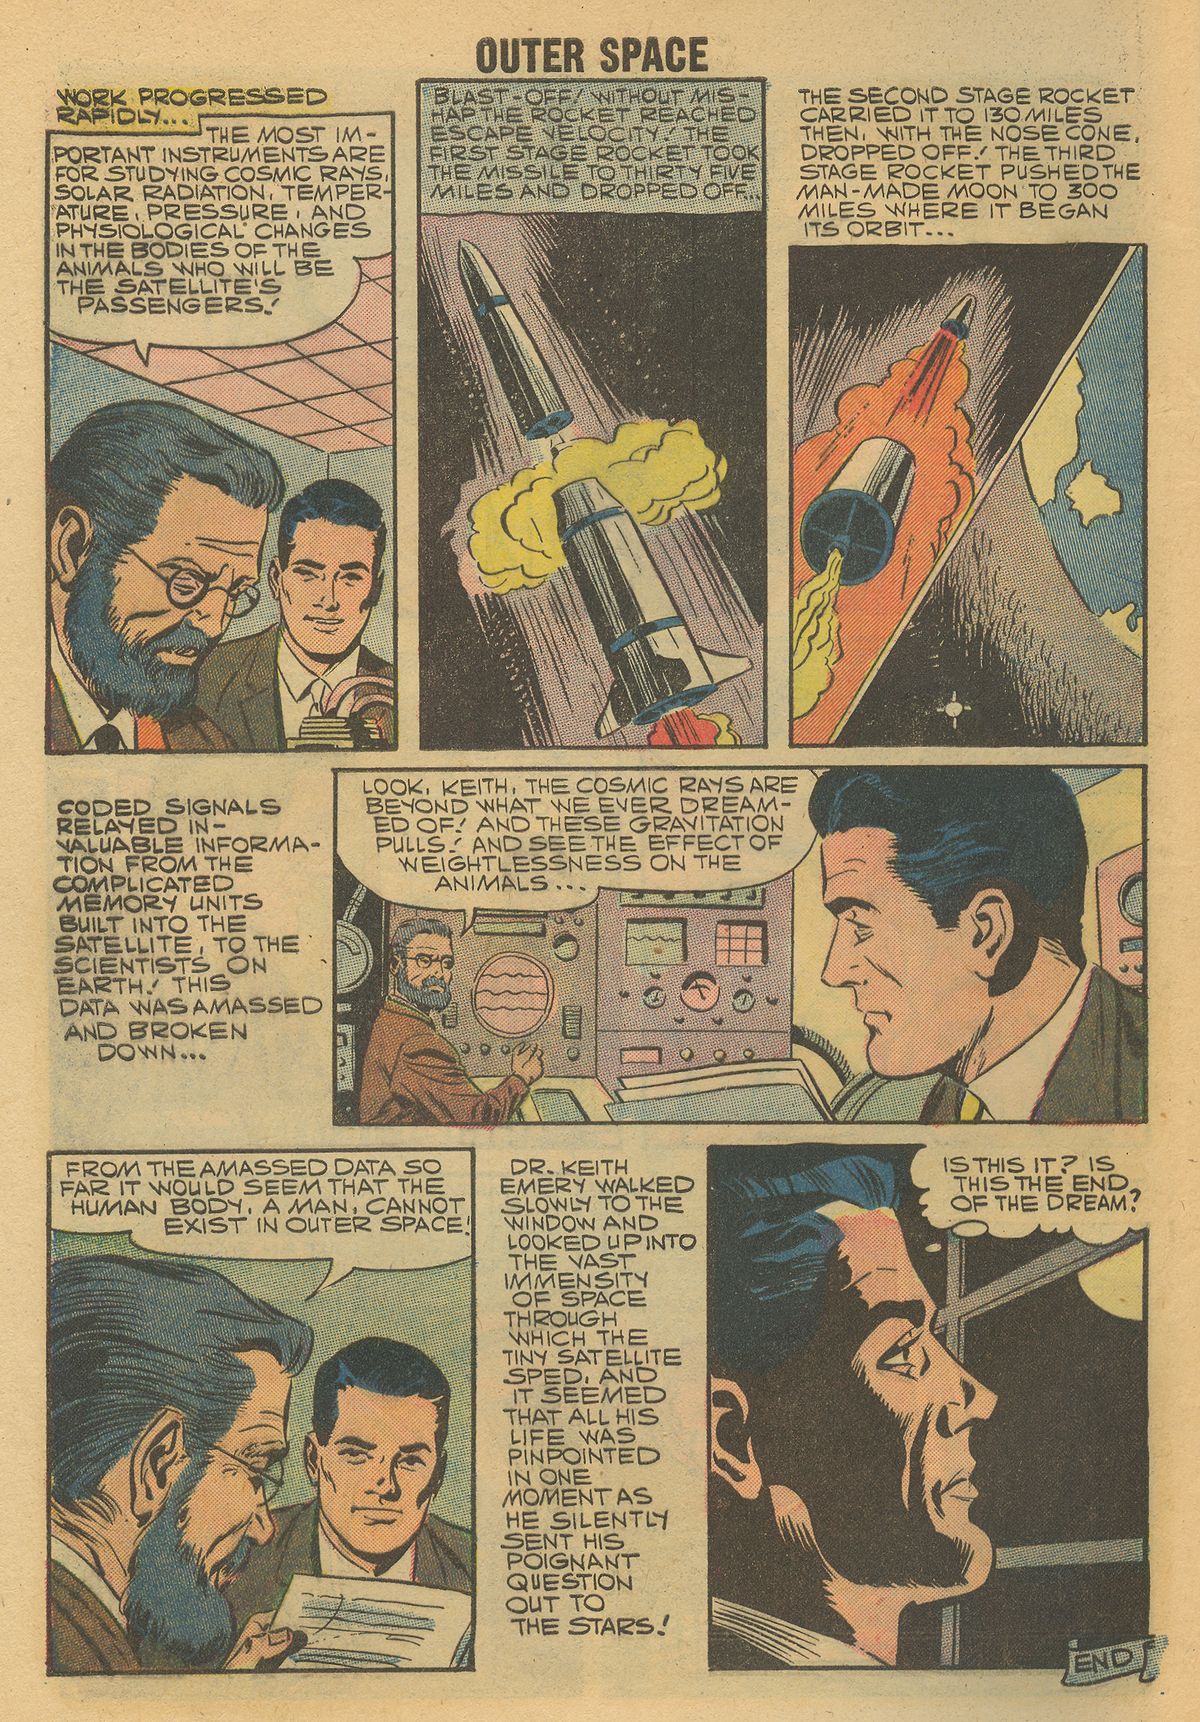 OUTER SPACE
WORK PROGRESSED
RAPIDLY...
THE MOST IM-
PORTANT INSTRUMENTS ARE
FOR STUDYING COSMIC RAYS,
SOLAR RADIATION, TEMPER-
ATURE, PRESSURE, AND
PHYSIOLOGICAL CHANGES
IN THE BODIES OF THE
ANIMALS WHO WILL BE
THE SATELLITE'S
PASSENGERS!
BLAST-OFF! WITHOUT MIS-
HAP THE ROCKET REACHED
ESCAPE VELOCITY! THE
FIRST STAGE ROCKET TOOK
THE MISSILE TO THIRTY FIVE
MILES AND DROPPED OFF...
THE SECOND STAGE ROCKET
CARRIED IT TO 130 MILES
THEN, WITH THE NOSE CONE,
DROPPED OFF! THE THIRD
STAGE ROCKET PUSHED THE
MAN-MADE MOON TO 300
MILES WHERE IT BEGAN
ITS ORBIT...
CODED SIGNALS
RELAYED IN-
VALUABLE INFORMA-
TION FROM THE
COMPLICATED
MEMORY UNITS
BUILT INTO THE
SATELLITE, TO THE
SCIENTISTS ON
EARTH! THIS
DATA WAS AMASSED
AND BROKEN
DOWN...
LOOK, KEITH, THE COSMIC RAYS ARE
BEYOND WHAT WE EVER DREAM-
ED OF! AND THESE GRAVITATION
PULLS! AND SEE THE EFFECT OF
WEIGHTLESSNESS ON THE
ANIMALS...
FROM THE AMASSED DATA SO
FAR IT WOULD SEEM THAT THE
HUMAN BODY, A MAN, CANNOT
EXIST IN OUTER SPACE!
DR. KEITH
EMERY WALKED
SLOWLY TO THE
WINDOW AND
LOOKED UP INTO
THE VAST
IMMENSITY
OF SPACE
THROUGH
WHICH THE
TINY SATELLITE
SPED, AND
IT SEEMED
THAT ALL HIS
LIFE WAS
PINPOINTED
IN ONE
MOMENT AS
HE SILENTLY
SENT HIS
POIGNANT
QUESTION
OUT TO
THE STARS!
IS THIS IT? IS
THIS THE END
OF THE DREAM?
END